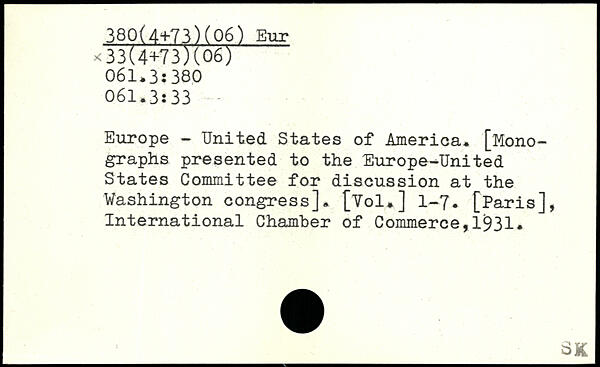 380(4+73)(06) Eur
×33(4+73)(06)
061.3:380
061.3:33
Europe - United States of America. [Mono-
graphs presented to the Europe-United
States Committee for discussion at the
Washington congress]. [Vol.] 1-7. [Paris],
International Chamber of Commerce,1931.
SK